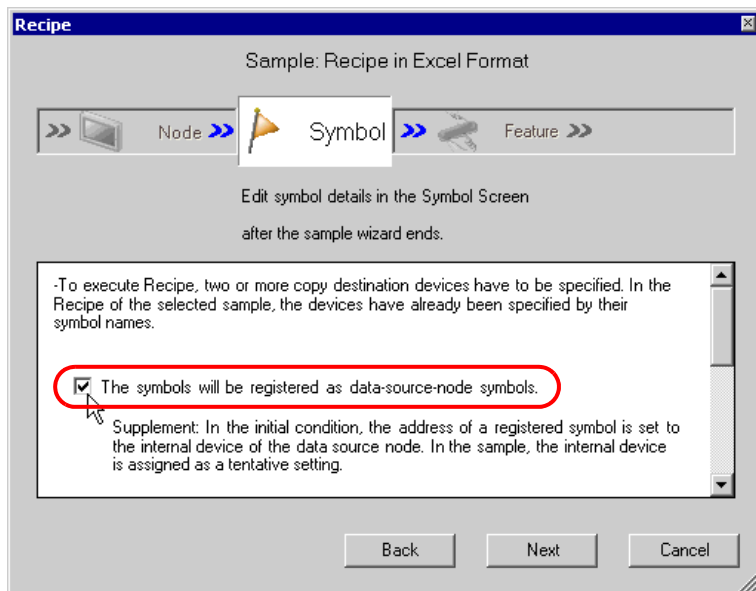 Recipe
Sample: Recipe in Excel Format
>> Node >> Symbol >> Feature >>
Edit symbol details in the Symbol Screen
after the sample wizard ends.
-To execute Recipe, two or more copy destination devices have to be specified. In the
Recipe of the selected sample, the devices have already been specified by their
symbol names.
The symbols will be registered as data-source-node symbols.
Supplement: In the initial condition, the address of a registered symbol is set to
the internal device of the data source node. In the sample, the internal device
is assigned as a tentative setting.
Back Next Cancel